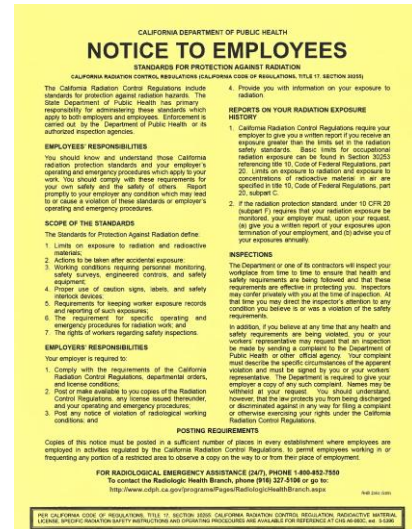 CALIFORNIA DEPARTMENT OF PUBLIC HEALTH
NOTICE TO EMPLOYEES
STANDARDS FOR PROTECTION AGAINST RADIATION
CALIFORNIA RADIATION CONTROL REGULATIONS (CALIFORNIA CODE OF REGULATIONS, TITLE 17, SECTION 30255)
The California Radiation Control Regulations include
standards for protection against radiation hazards. The
State Department of Public Health has primary
responsibility for administering these standards which
apply to both employers and employees. Enforcement is
carried out by the Department of Public Health or its
authorized inspection agencies.
EMPLOYEES' RESPONSIBILITIES
You should know and understand those California
radiation protection standards and your employer's
operating and emergency procedures which apply to your
work. You should comply with these requirements for
your own safety and the safety of others. Report
promptly to your employer any condition which may lead
to or cause a violation of these standards or employer's
operating and emergency procedures.
SCOPE OF THE STANDARDS
The Standards for Protection Against Radiation define:
1. Limits on exposure to radiation and radioactive
materials;
2. Actions to be taken after accidental exposure;
3. Working conditions requiring personnel monitoring,
safety surveys, engineered controls, and safety
equipment;
4. Proper use of caution signs, labels, and safety
interlock devices;
5. Requirements for keeping worker exposure records
and reporting of such exposures;
6. The requirement for specific operating and
emergency procedures for radiation work; and
7. The rights of workers regarding safety inspections.
EMPLOYERS' RESPONSIBILITIES
Your employer is required to:
1. Comply with the requirements of the California
Radiation Control Regulations, departmental orders,
and license conditions;
2. Post or make available to you copies of the Radiation
Control Regulations, any license issued thereunder,
and your operating and emergency procedures;
3. Post any notice of violation of radiological working
conditions; and
4. Provide you with information on your exposure to
radiation.
REPORTS ON YOUR RADIATION EXPOSURE
HISTORY
1. California Radiation Control Regulations require your
employer to give you a written report if you receive an
exposure greater than the limits set in the radiation
safety standards. Basic limits for occupational
radiation exposure can be found in Section 30253
referencing title 10, Code of Federal Regulations, part
20. Limits on exposure to radiation and exposure to
concentrations of radioactive material in air are
specified in title 10, Code of Federal Regulations, part
20, subpart C.
2. If the radiation protection standard, under 10 CFR 20
(subpart F) requires that your radiation exposure be
monitored, your employer must, upon your request,
(a) give you a written report of your exposures upon
termination of your employment, and (b) advise you of
your exposures annually.
INSPECTIONS
The Department or one of its contractors will inspect your
workplace from time to time to ensure that health and
safety requirements are being followed and that these
requirements are effective in protecting you. Inspectors
may confer privately with you at the time of inspection. At
that time you may direct the inspector's attention to any
condition you believe is or was a violation of the safety
requirements.
In addition, if you believe at any time that any health and
safety requirements are being violated, you or your
workers' representative may request that an inspection
be made by sending a complaint to the Department of
Public Health or other official agency. Your complaint
must describe the specific circumstances of the apparent
violation and must be signed by you or your workers'
representative. The Department is required to give your
employer a copy of any such complaint. Names may be
withheld at your request. You should understand,
however, that the law protects you from being discharged
or discriminated against in any way for filing a complaint
or otherwise exercising your rights under the California
Radiation Control Regulations.
POSTING REQUIREMENTS
Copies of this notice must be posted in a sufficient number of places in every establishment where employees are
employed in activities regulated by the California Radiation Control Regulations, to permit employees working in or
frequenting any portion of a restricted area to observe a copy on the way to or from their place of employment.
FOR RADIOLOGICAL EMERGENCY ASSISTANCE (24/7), PHONE 1-800-852-7550
To contact the Radiologic Health Branch, phone (916) 327-5106 or go to:
http://www.cdph.ca.gov/programs/Pages/RadiologicHealthBranch.aspx
PER CALIFORNIA CODE OF REGULATIONS, TITLE 17, SECTION 30255 CALIFORNIA RADIATION CONTROL REGULATION, RADIOACTIVE MATERIAL
LICENSE, SPECIFIC RADIATION SAFETY INSTRUCTIONS AND OPERATING PROCEDURES ARE AVAILABLE FOR REFERENCE AT